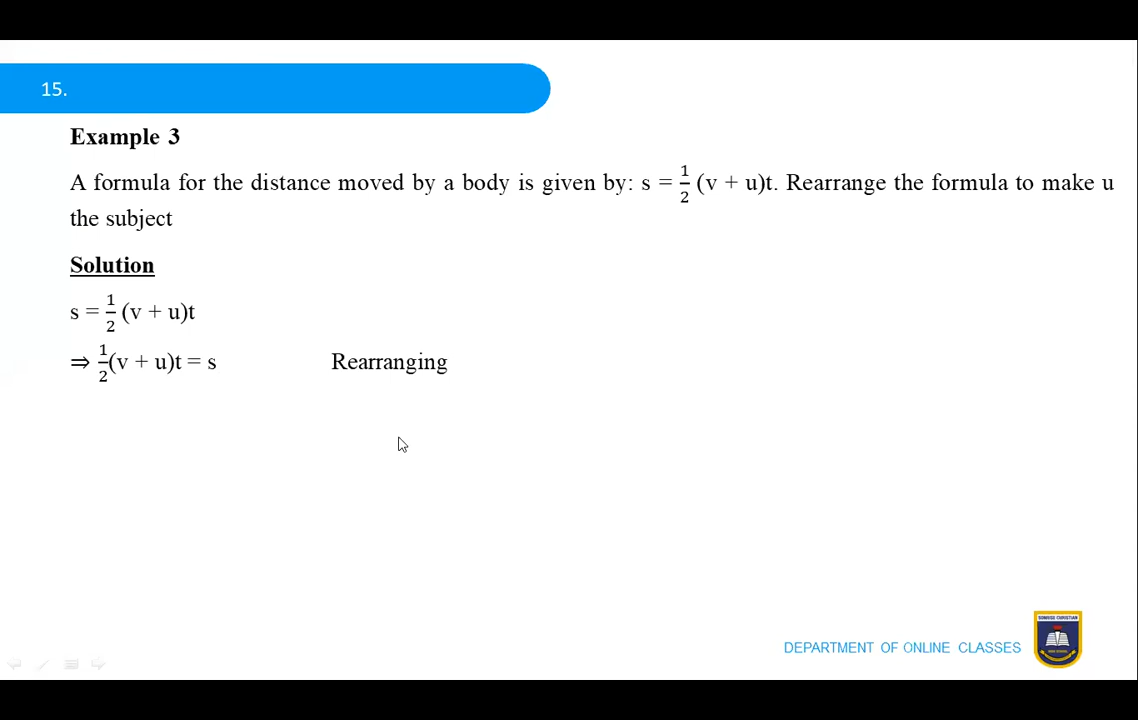 15.
Example 3
A formula for the distance moved by a body is given by: s = 1/2 (v + u)t. Rearrange the formula to make u
the subject
Solution
s = 1/2 (v + u)t
⇒ 1/2(v + u)t = s Rearranging
DEPARTMENT OF ONLINE CLASSES